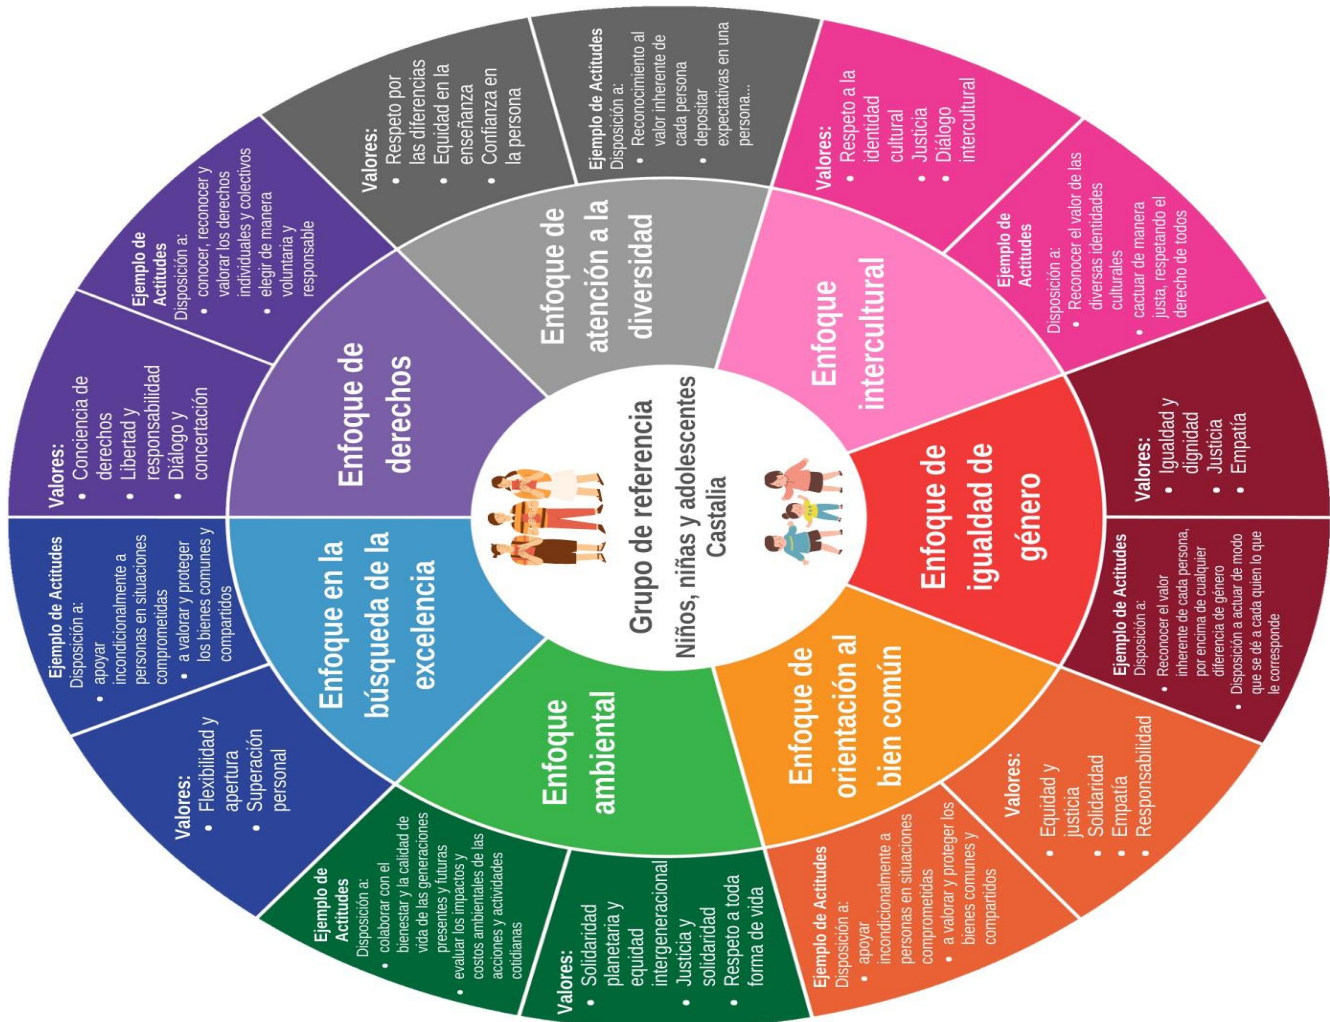 Grupo de referencia
Niños, niñas y adolescentes
Castalia
Enfoque de
derechos
Valores:
• Conciencia de
derechos
• Libertad y
responsabilidad
• Diálogo y
concertación
Ejemplo de
Actitudes
Disposición a:
• conocer, reconocer y
valorar los derechos
individuales y colectivos
• elegir de manera
voluntaria y
responsable
Enfoque de
atención a la
diversidad
Valores:
• Respeto por
las diferencias
• Equidad en la
enseñanza
• Confianza en
la persona
Ejemplo de Actitudes
Disposición a:
• Reconocimiento al
valor inherente de
cada persona
• depositar
expectativas en una
persona...
Enfoque
intercultural
Valores:
• Respeto a la
identidad
cultural
• Justicia
• Diálogo
intercultural
Ejemplo de
Actitudes
Disposición a:
• Reconocer el valor de las
diversas identidades
culturales
• cactuar de manera
justa, respetando el
derecho de todos
Enfoque de
igualdad de
género
Valores:
• Igualdad y
dignidad
• Justicia
• Empatía
Ejemplo de Actitudes
Disposición a:
• Reconocer el valor
inherente de cada persona,
por encima de cualquier
diferencia de género
• Disposición a actuar de modo
que se dé a cada quien lo que
le corresponde
Enfoque de
orientación al
bien común
Valores:
• Equidad y
justicia
• Solidaridad
• Empatía
• Responsabilidad
Ejemplo de Actitudes
Disposición a:
• apoyar
incondicionalmente a
personas en situaciones
comprometidas
• a valorar y proteger los
bienes comunes y
compartidos
Enfoque
ambiental
Valores:
• Solidaridad
planetaria y
equidad
intergeneracional
• Justicia y
solidaridad
• Respeto a toda
forma de vida
Ejemplo de
Actitudes
Disposición a:
• colaborar con el
bienestar y la calidad de
vida de las generaciones
presentes y futuras
• evaluar los impactos y
costos ambientales de las
acciones y actividades
cotidianas
Enfoque en la
búsqueda de la
excelencia
Valores:
• Flexibilidad y
apertura
• Superación
personal
Ejemplo de Actitudes
Disposición a:
• apoyar
incondicionalmente a
personas en situaciones
comprometidas
• a valorar y proteger
los bienes comunes y
compartidos